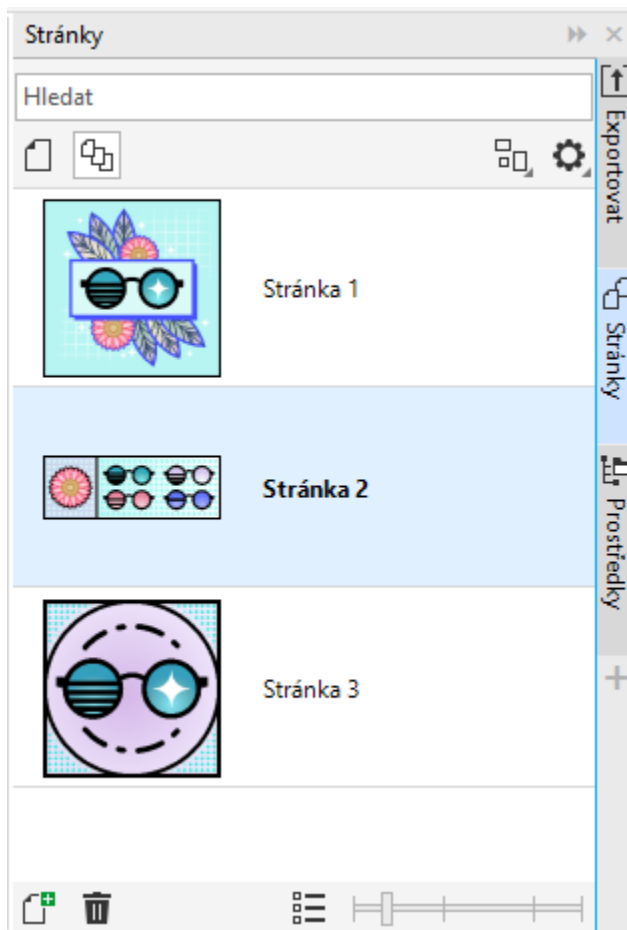 Stránky
Hledat
Stránka 1
Stránka 2
Stránka 3
Exportovat
Stránky
Prostředky